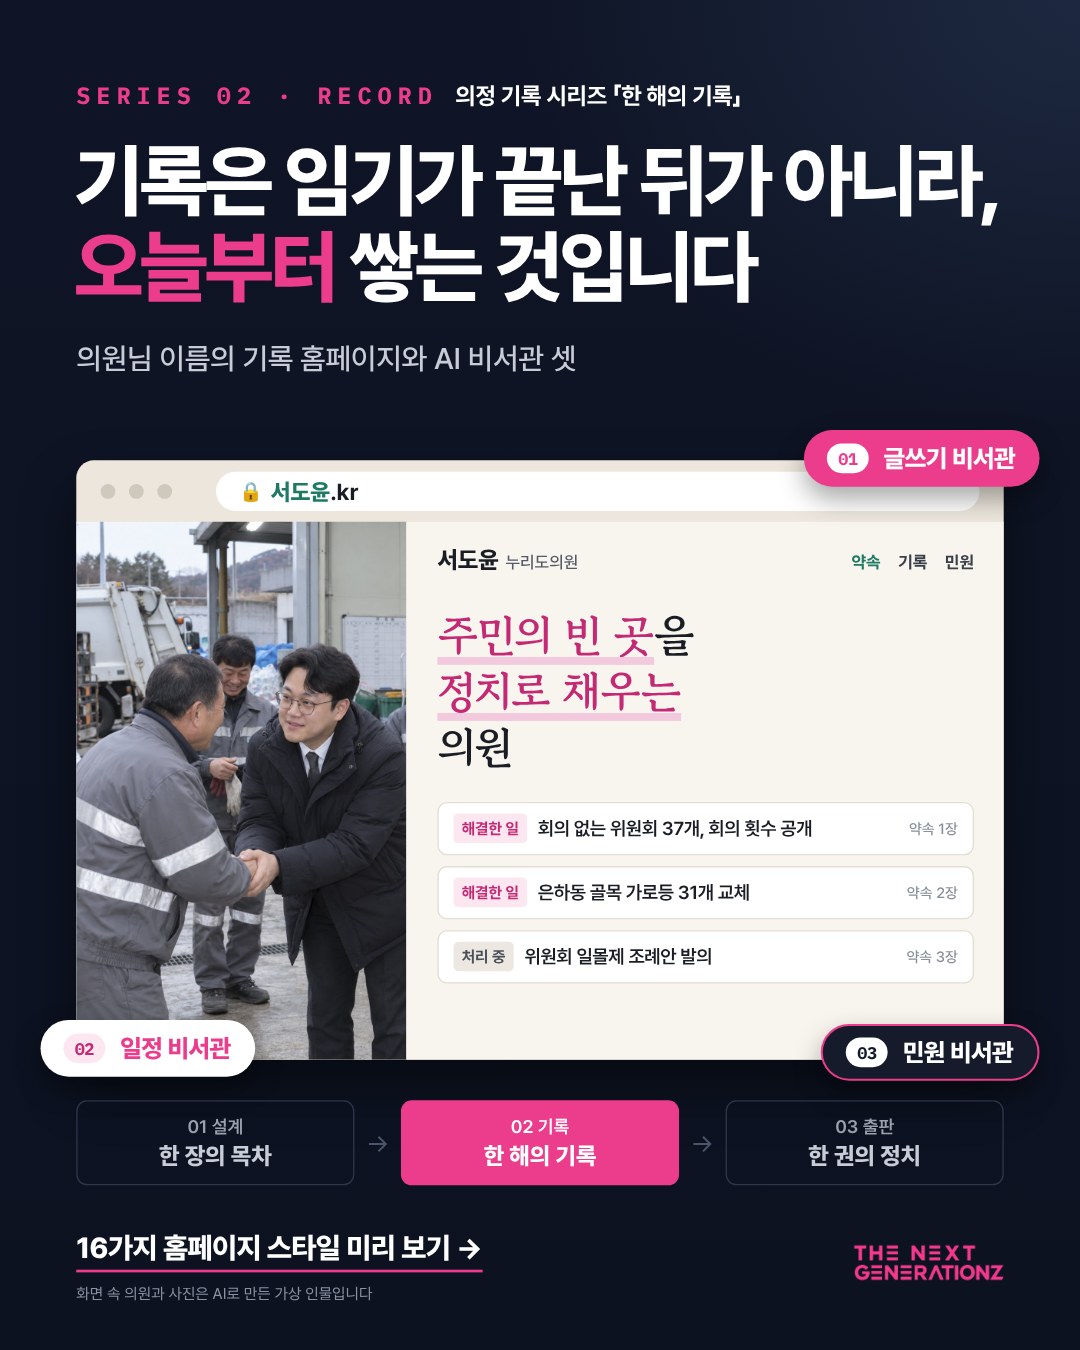 SERIES 02 · RECORD 의정 기록 시리즈 「한 해의 기록」
기록은 임기가 끝난 뒤가 아니라,
오늘부터 쌓는 것입니다
의원님 이름의 기록 홈페이지와 AI 비서관 셋
01 글쓰기 비서관
서도윤.kr
서도윤 누리도의원
약속 기록 민원
주민의 빈 곳을
정치로 채우는
의원
해결한 일 회의 없는 위원회 37개, 회의 횟수 공개 약속 1장
해결한 일 은하동 골목 가로등 31개 교체 약속 2장
처리 중 위원회 일몰제 조례안 발의 약속 3장
02 일정 비서관
03 민원 비서관
01 설계
한 장의 목차
→
02 기록
한 해의 기록
→
03 출판
한 권의 정치
16가지 홈페이지 스타일 미리 보기 →
화면 속 의원과 사진은 AI로 만든 가상 인물입니다
THE NEXT
GENERATIONZ